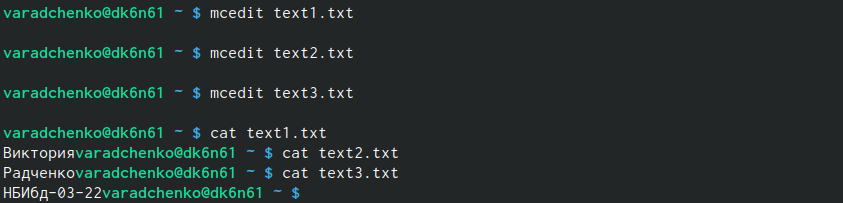 varadchenko@dk6n61 ~ $ mcedit text1.txt
varadchenko@dk6n61 ~ $ mcedit text2.txt
varadchenko@dk6n61 ~ $ mcedit text3.txt
varadchenko@dk6n61 ~ $ cat text1.txt
Викторияvaradchenko@dk6n61 ~ $ cat text2.txt
Радченкоvaradchenko@dk6n61 ~ $ cat text3.txt
НБИбд-03-22varadchenko@dk6n61 ~ $